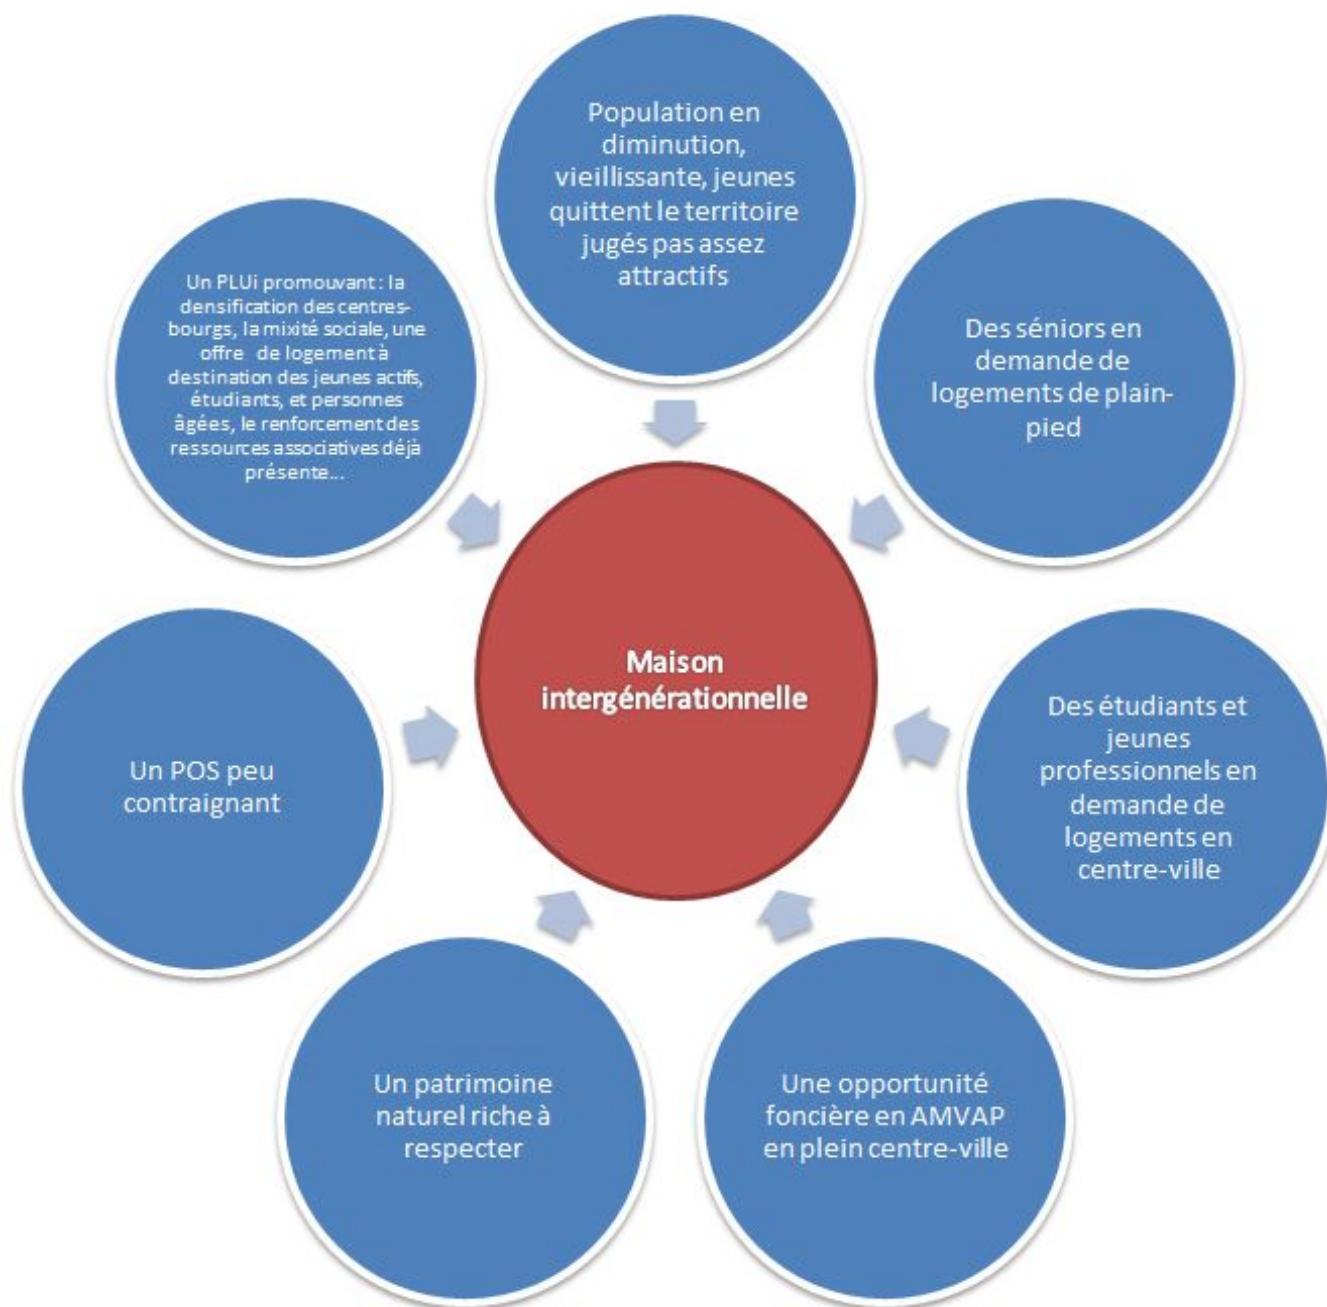 Population en
diminution,
vieillissante, jeunes
quittent le territoire
jugés pas assez
attractifs
Des séniors en
demande de
logements de plain-
pied
Des étudiants et
jeunes
professionnels en
demande de
logements en
centre-ville
Une opportunité
foncière en AMVAP
en plein centre-ville
Un patrimoine
naturel riche à
respecter
Un POS peu
contraignant
Un PLUi promouvant : la
densification des centres-
bourgs, la mixité sociale, une
offre de logement à
destination des jeunes actifs,
étudiants, et personnes
âgées, le renforcement des
ressources associatives déjà
présente...
Maison
intergénérationnelle